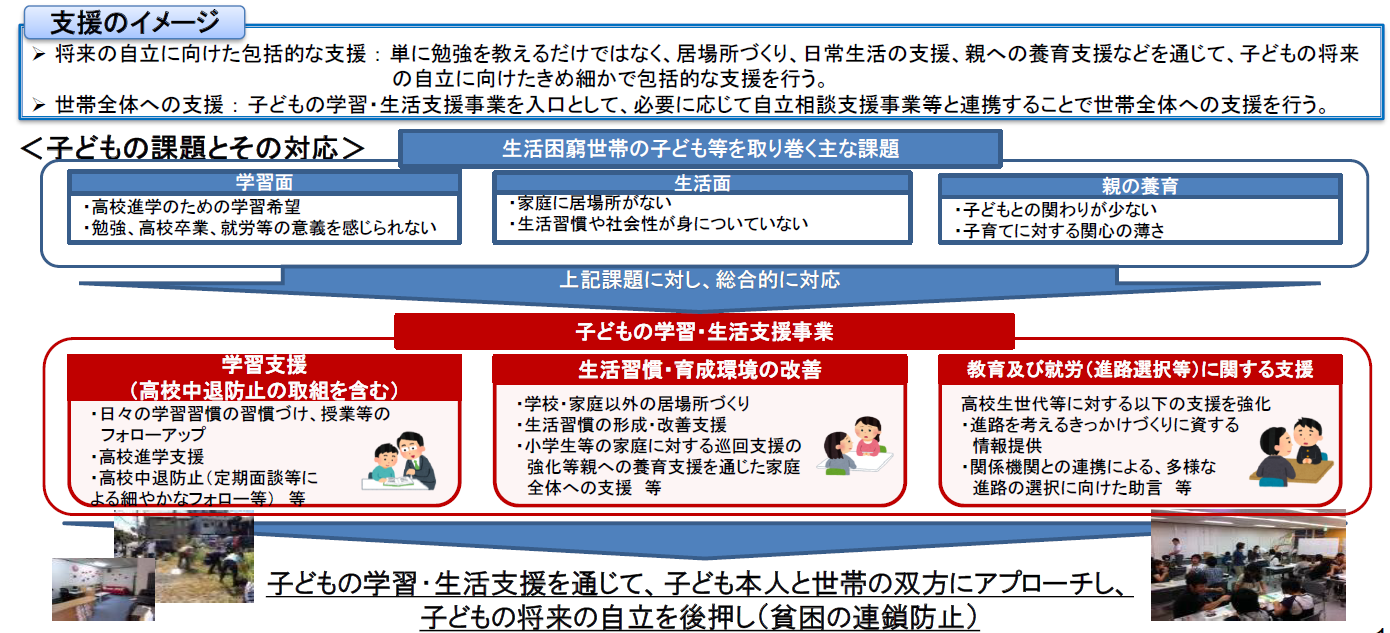 支援のイメージ
➢ 将来の自立に向けた包括的な支援 ： 単に勉強を教えるだけではなく、居場所づくり、日常生活の支援、親への養育支援などを通じて、子どもの将来
の自立に向けたきめ細かで包括的な支援を行う。
➢ 世帯全体への支援 ： 子どもの学習・生活支援事業を入口として、必要に応じて自立相談支援事業等と連携することで世帯全体への支援を行う。
＜子どもの課題とその対応＞
生活困窮世帯の子ども等を取り巻く主な課題
学習面
・高校進学のための学習希望
・勉強、高校卒業、就労等の意義を感じられない
生活面
・家庭に居場所がない
・生活習慣や社会性が身についていない
親の養育
・子どもとの関わりが少ない
・子育てに対する関心の薄さ
上記課題に対し、総合的に対応
子どもの学習・生活支援事業
学習支援
（高校中退防止の取組を含む）
・日々の学習習慣の習慣づけ、授業等の
フォローアップ
・高校進学支援
・高校中退防止（定期面談等に
よる細やかなフォロー等） 等
生活習慣・育成環境の改善
・学校・家庭以外の居場所づくり
・生活習慣の形成・改善支援
・小学生等の家庭に対する巡回支援の
強化等親への養育支援を通じた家庭
全体への支援 等
教育及び就労（進路選択等）に関する支援
高校生世代等に対する以下の支援を強化
・進路を考えるきっかけづくりに資する
情報提供
・関係機関との連携による、多様な
進路の選択に向けた助言 等
子どもの学習・生活支援を通じて、子ども本人と世帯の双方にアプローチし、
子どもの将来の自立を後押し（貧困の連鎖防止）